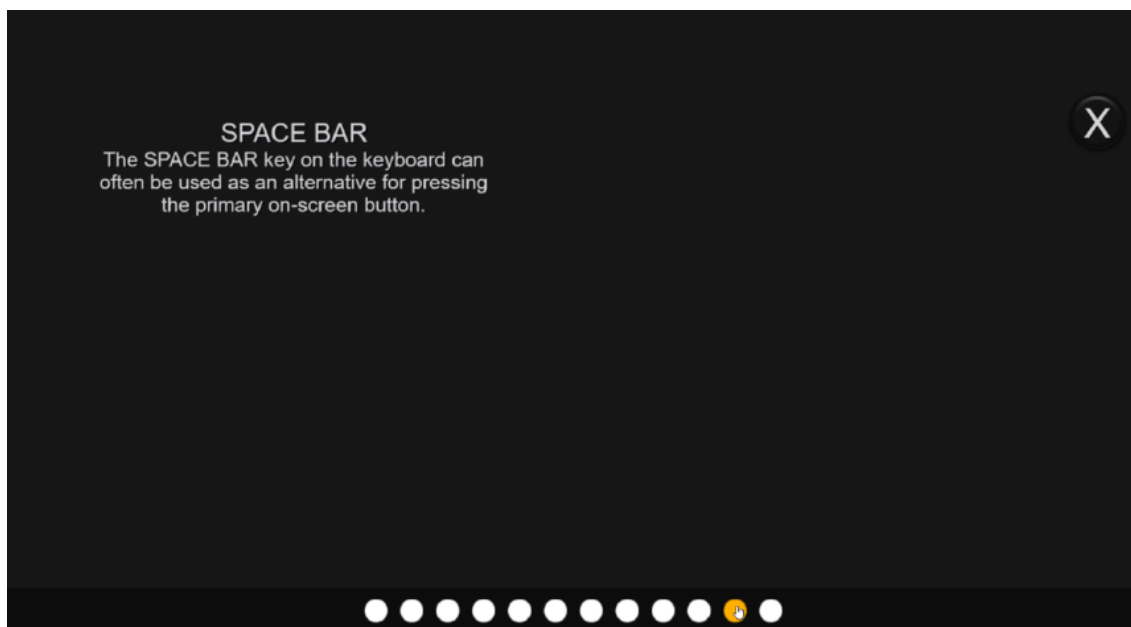 SPACE BAR
The SPACE BAR key on the keyboard can
often be used as an alternative for pressing
the primary on-screen button.
X